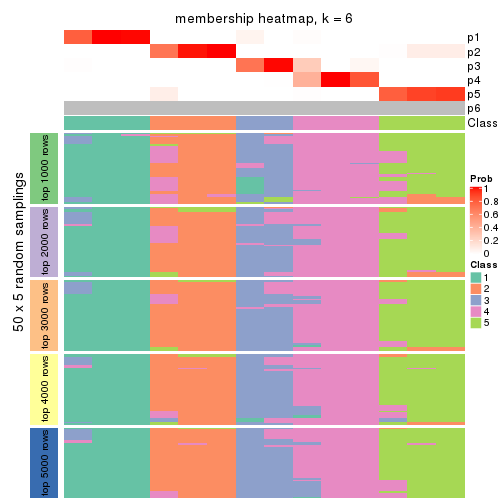 membership heatmap, k = 6
p1
p2
p3
p4
p5
p6
Class
50 x 5 random samplings
top 1000 rows
top 2000 rows
top 3000 rows
top 4000 rows
top 5000 rows
Prob
1
0.8
0.6
0.4
0.2
0
Class
1
2
3
4
5